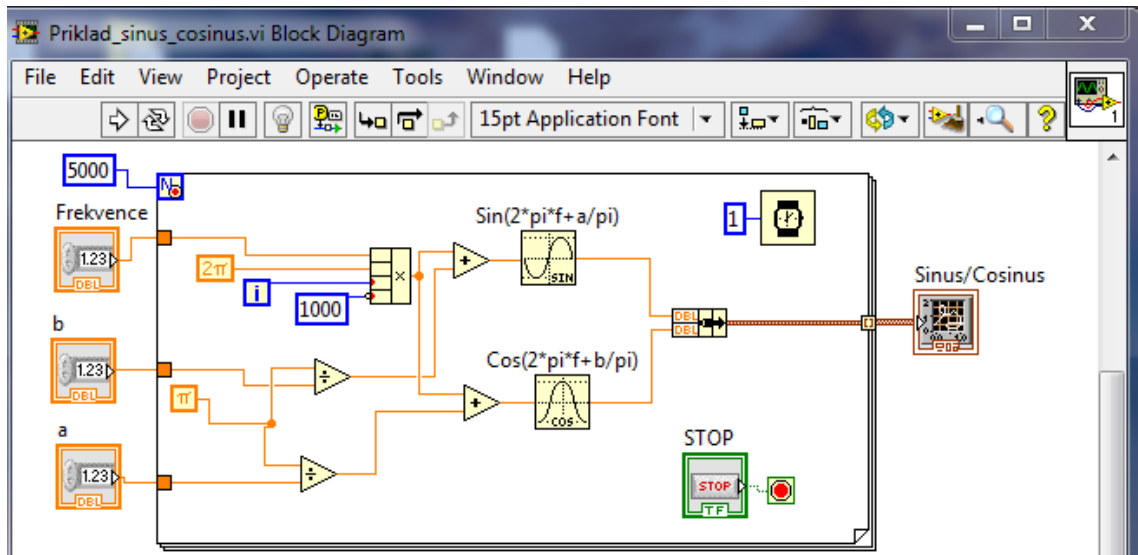 Priklad_sinus_cosinus.vi Block Diagram
File Edit View Project Operate Tools Window Help
15pt Application Font
1
5000
N
Frekvence
1.23
DBL
2π
i
1000
×
+
Sin(2*pi*f+a/pi)
SIN
1
Sinus/Cosinus
DBL
DBL
b
1.23
DBL
π
÷
+
Cos(2*pi*f+b/pi)
COS
a
1.23
DBL
÷
STOP
STOP
TF